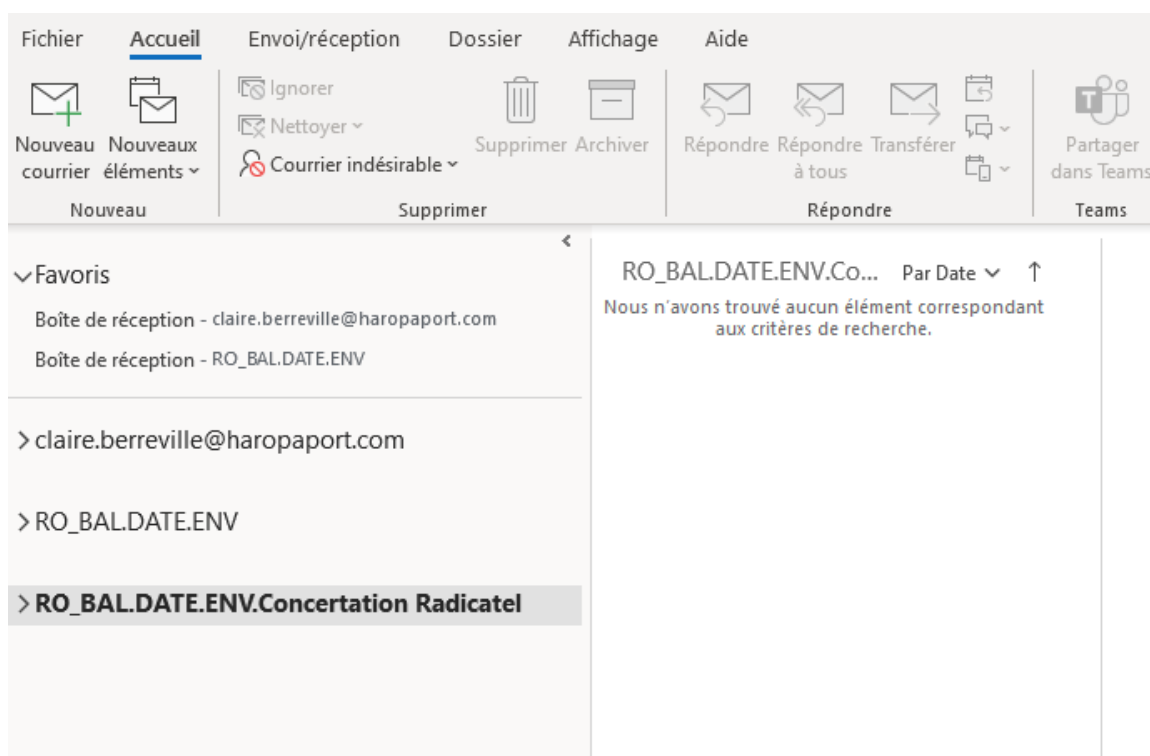 Fichier Accueil Envoi/réception Dossier Affichage Aide
Nouveau courrier
Nouveaux éléments
Nouveau
Ignorer
Nettoyer
Courrier indésirable
Supprimer
Archiver
Supprimer
Répondre
Répondre à tous
Transférer
Répondre
T
Partager dans Teams
Teams
Favoris
Boîte de réception - claire.berreville@haropaport.com
Boîte de réception - RO_BAL.DATE.ENV
claire.berreville@haropaport.com
RO_BAL.DATE.ENV
RO_BAL.DATE.ENV.Concertation Radicatel
RO_BAL.DATE.ENV.Co... Par Date
Nous n'avons trouvé aucun élément correspondant
aux critères de recherche.